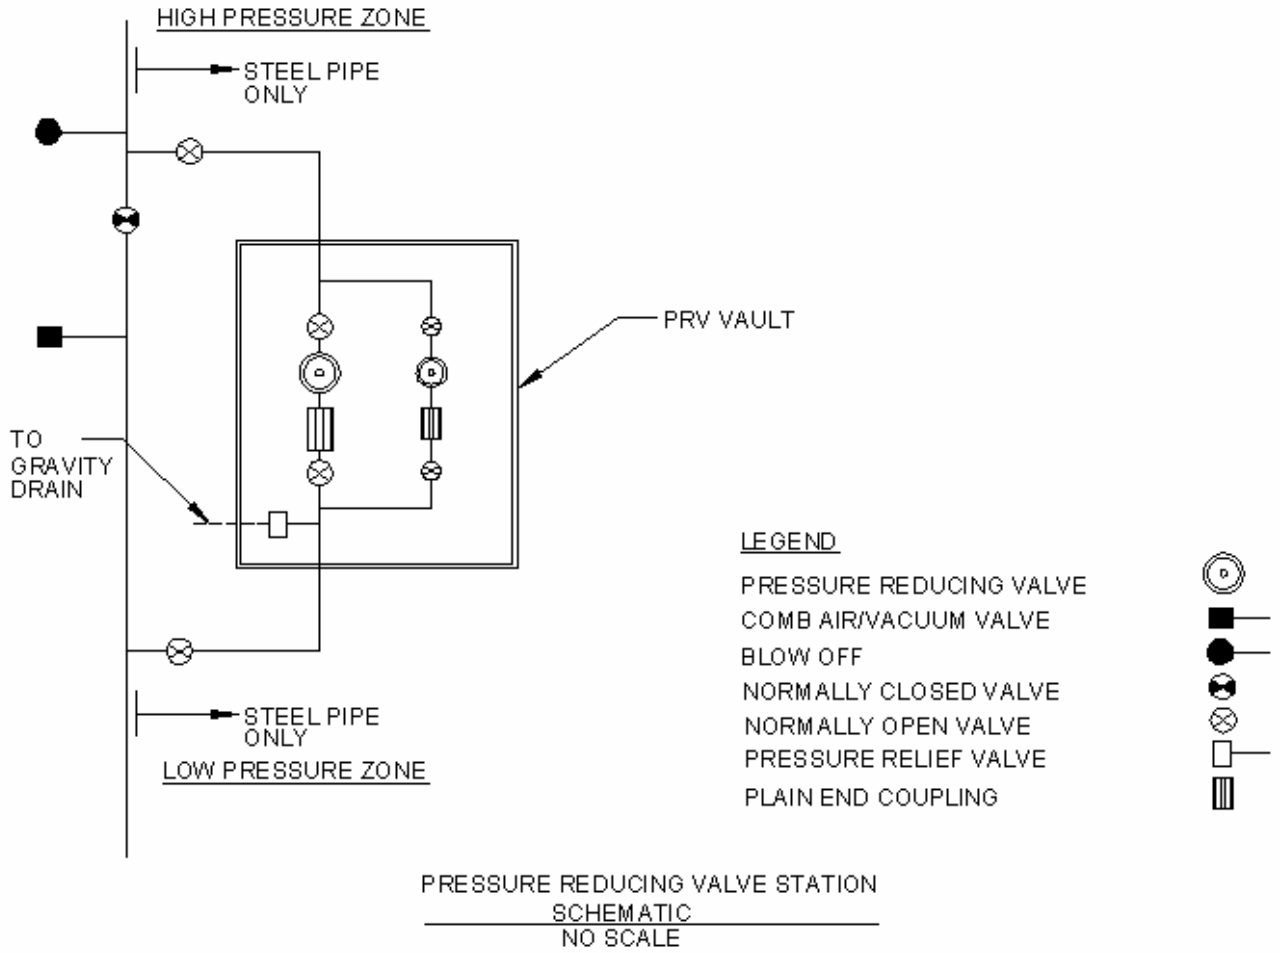 HIGH PRESSURE ZONE
STEEL PIPE
ONLY
PRV VAULT
TO
GRAVITY
DRAIN
STEEL PIPE
ONLY
LOW PRESSURE ZONE
LEGEND
PRESSURE REDUCING VALVE
COMB AIR/VACUUM VALVE
BLOW OFF
NORMALLY CLOSED VALVE
NORMALLY OPEN VALVE
PRESSURE RELIEF VALVE
PLAIN END COUPLING
PRESSURE REDUCING VALVE STATION
SCHEMATIC
NO SCALE